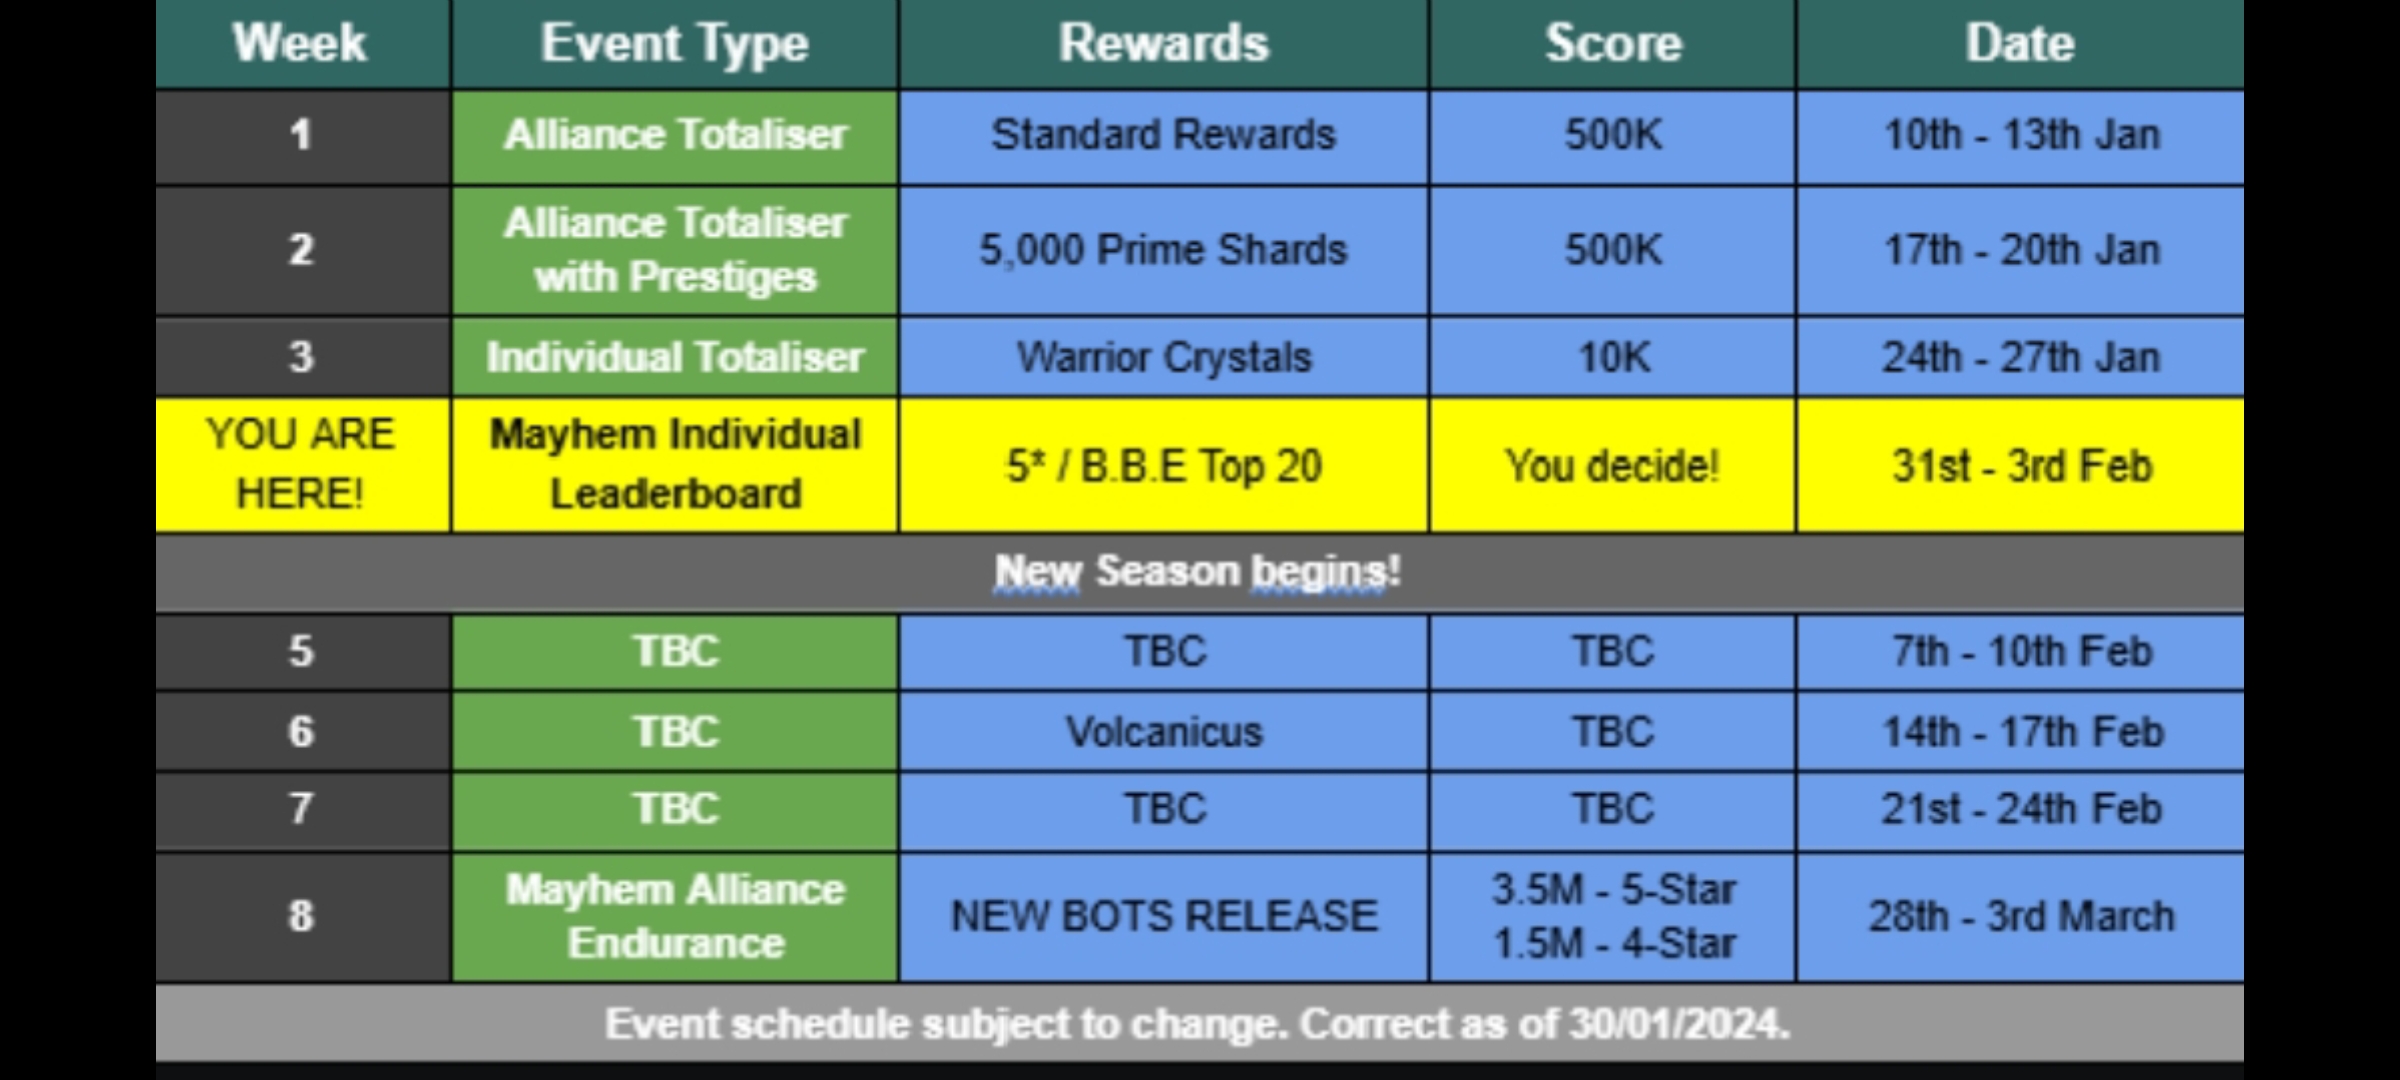 Week Event Type Rewards Score Date
1 Alliance Totaliser Standard Rewards 500K 10th - 13th Jan
Alliance Totaliser
2 with Prestiges 5,000 Prime Shards 500K 17th - 20th Jan
3 Individual Totaliser Warrior Crystals 10K 24th - 27th Jan
YOU ARE
HERE!
Mayhem Individual
Leaderboard
5* / B.B.E Top 20 You decide! 31st - 3rd Feb
New Season begins!
5 TBC TBC TBC 7th - 10th Feb
6 TBC Volcanicus TBC 14th - 17th Feb
7 TBC TBC TBC 21st - 24th Feb
8
Mayhem Alliance
Endurance
NEW BOTS RELEASE
3.5M - 5-Star
1.5M - 4-Star
28th - 3rd March
Event schedule subject to change. Correct as of 30/01/2024.